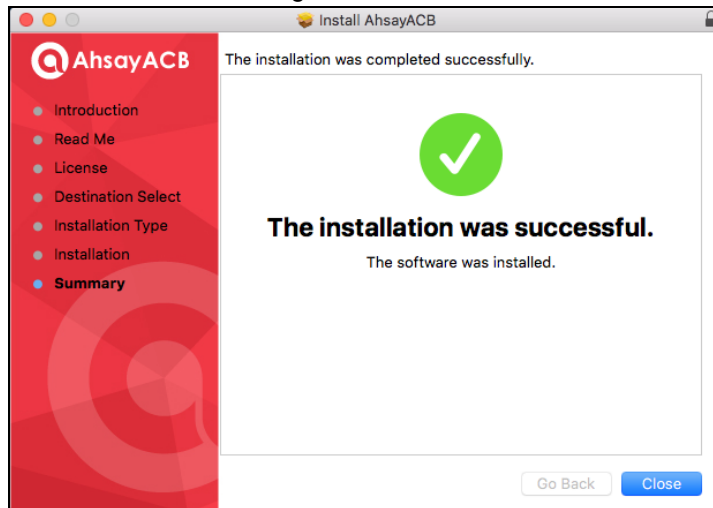 Install AhsayACB
AhsayACB
The installation was completed successfully.
Introduction
Read Me
License
Destination Select
Installation Type
Installation
Summary
The installation was successful.
The software was installed.
Go Back
Close